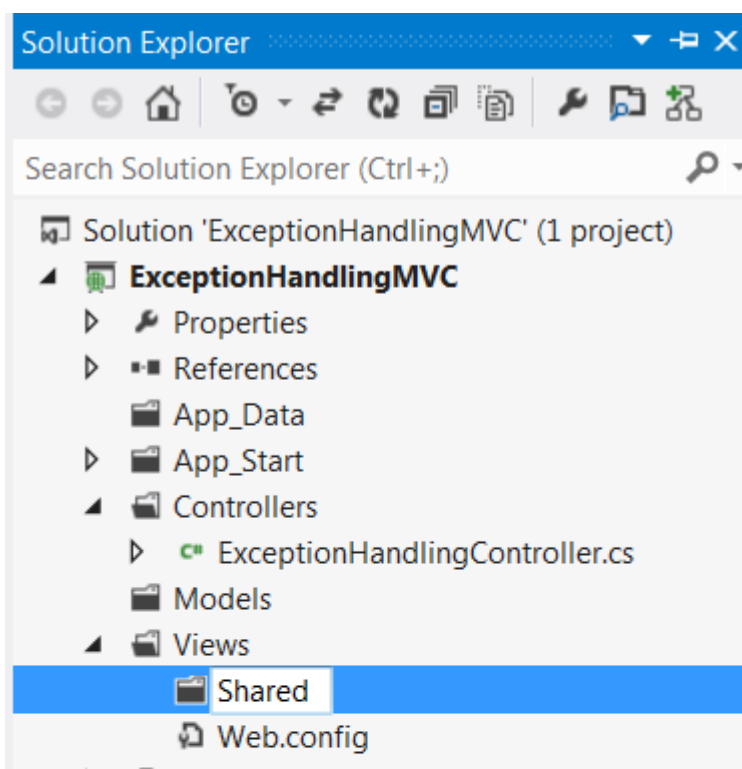 Solution Explorer
Search Solution Explorer (Ctrl+;)
Solution 'ExceptionHandlingMVC' (1 project)
ExceptionHandlingMVC
Properties
References
App_Data
App_Start
Controllers
C# ExceptionHandlingController.cs
Models
Views
Shared
Web.config